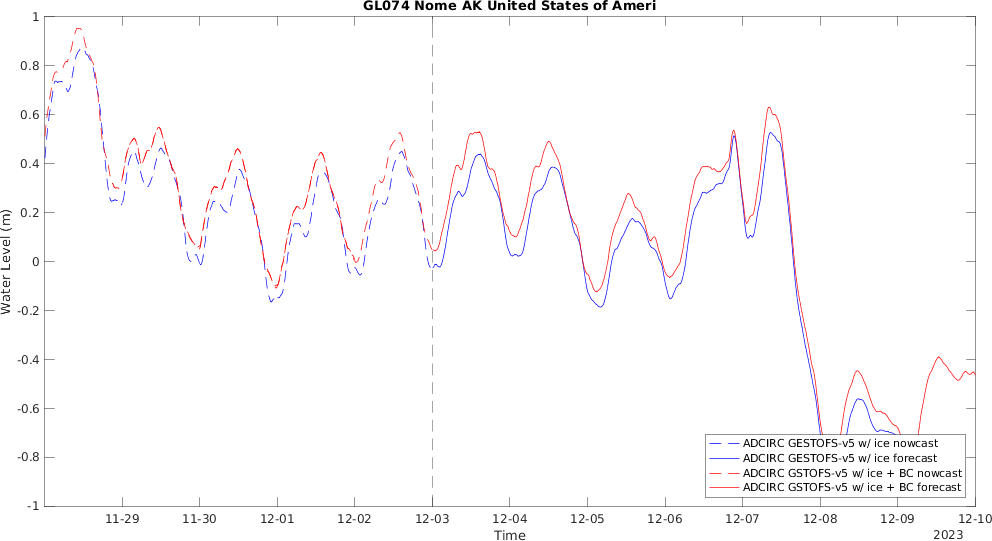 GL074 Nome AK United States of Ameri
1
0.8
0.6
0.4
0.2
0
-0.2
-0.4
-0.6
-0.8
-1
Water Level (m)
11-29 11-30 12-01 12-02 12-03 12-04 12-05 12-06 12-07 12-08 12-09 12-10
Time
2023
ADCIRC GESTOFS-v5 w/ ice nowcast
ADCIRC GESTOFS-v5 w/ ice forecast
ADCIRC GSTOFS-v5 w/ ice + BC nowcast
ADCIRC GSTOFS-v5 w/ ice + BC forecast